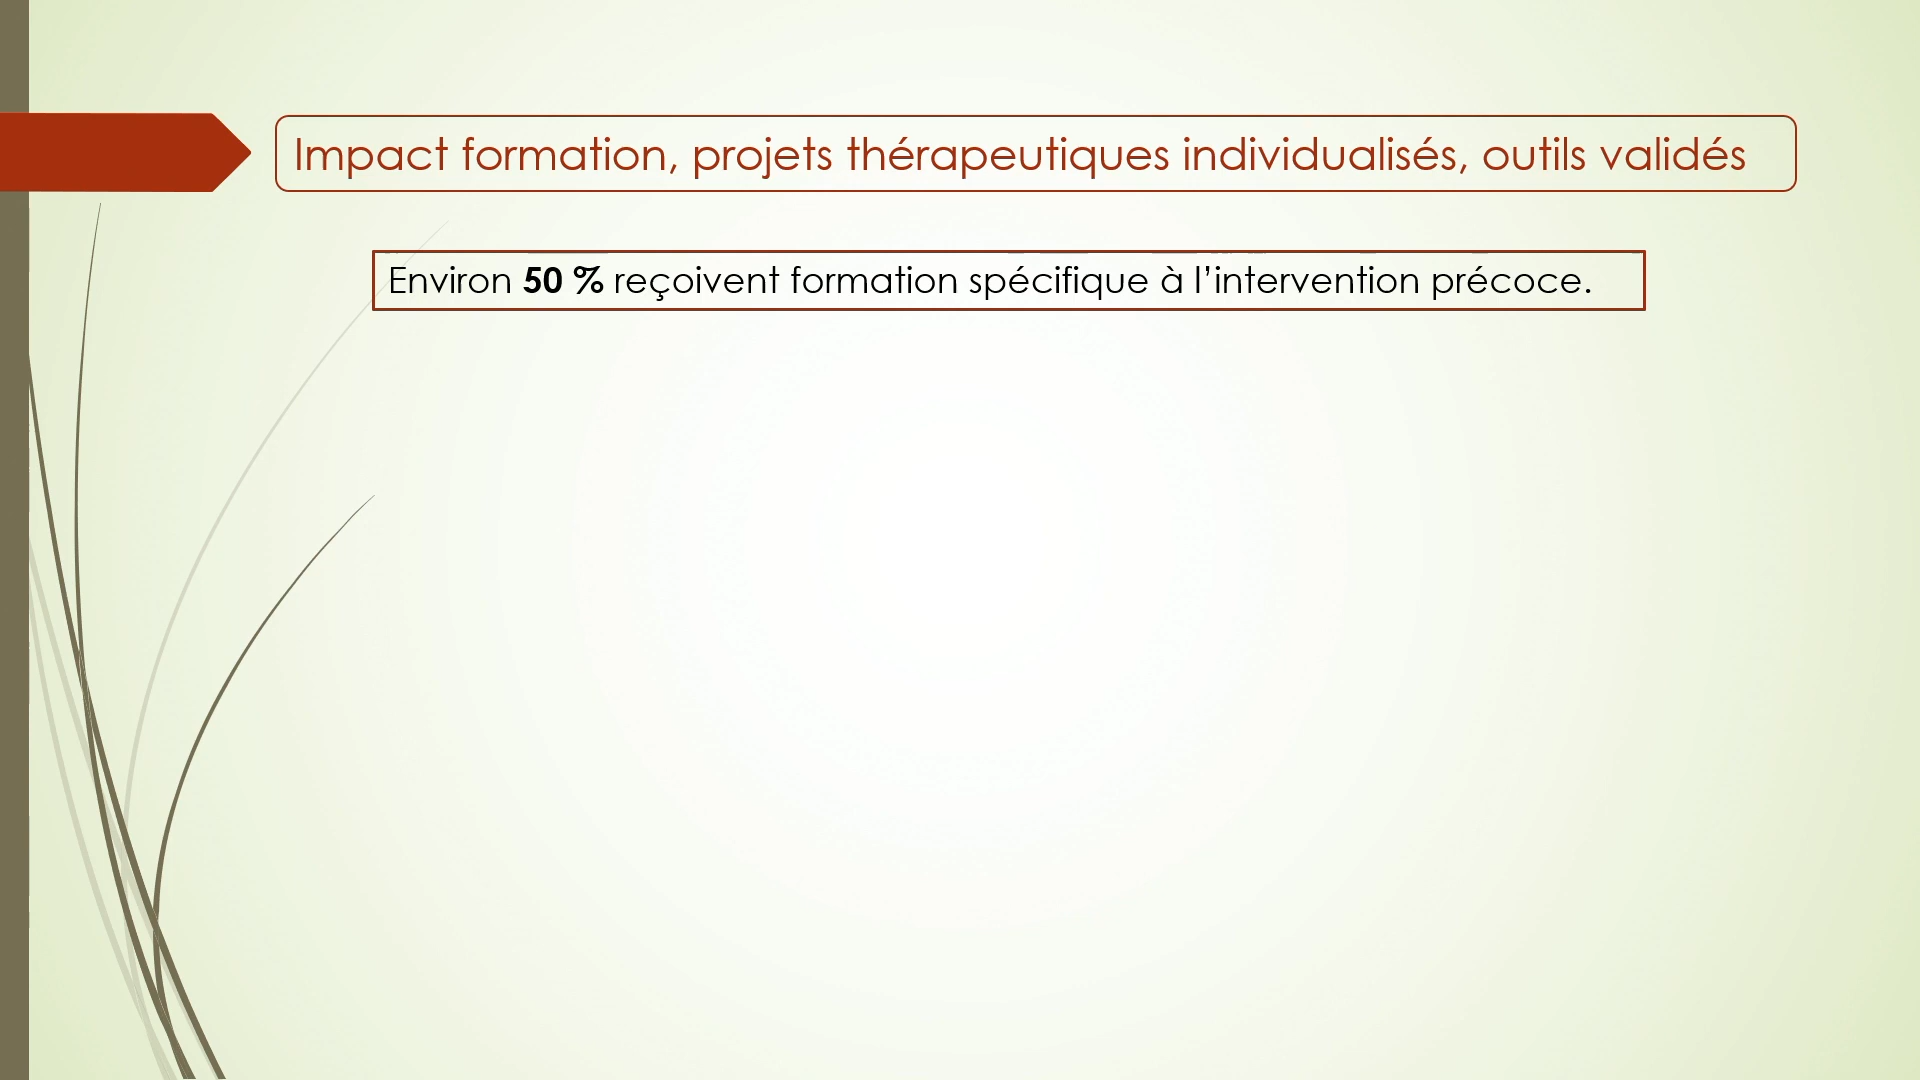 Impact formation, projets thérapeutiques individualisés, outils validés
Environ 50 % reçoivent formation spécifique à l’intervention précoce.